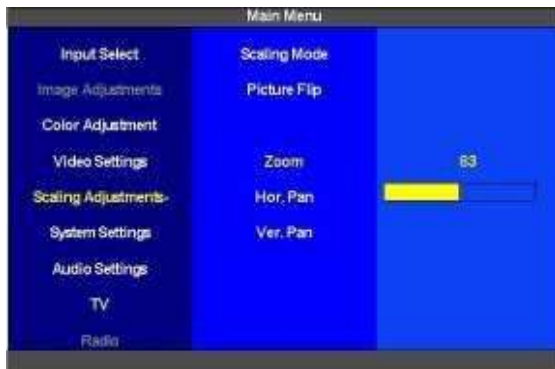 Main Menu
Input Select
Image Adjustments
Color Adjustment
Video Settings
Scaling Adjustments-
System Settings
Audio Settings
TV
Radio
Scaling Mode
Picture Flip
Zoom
Hor. Pan
Ver. Pan
83